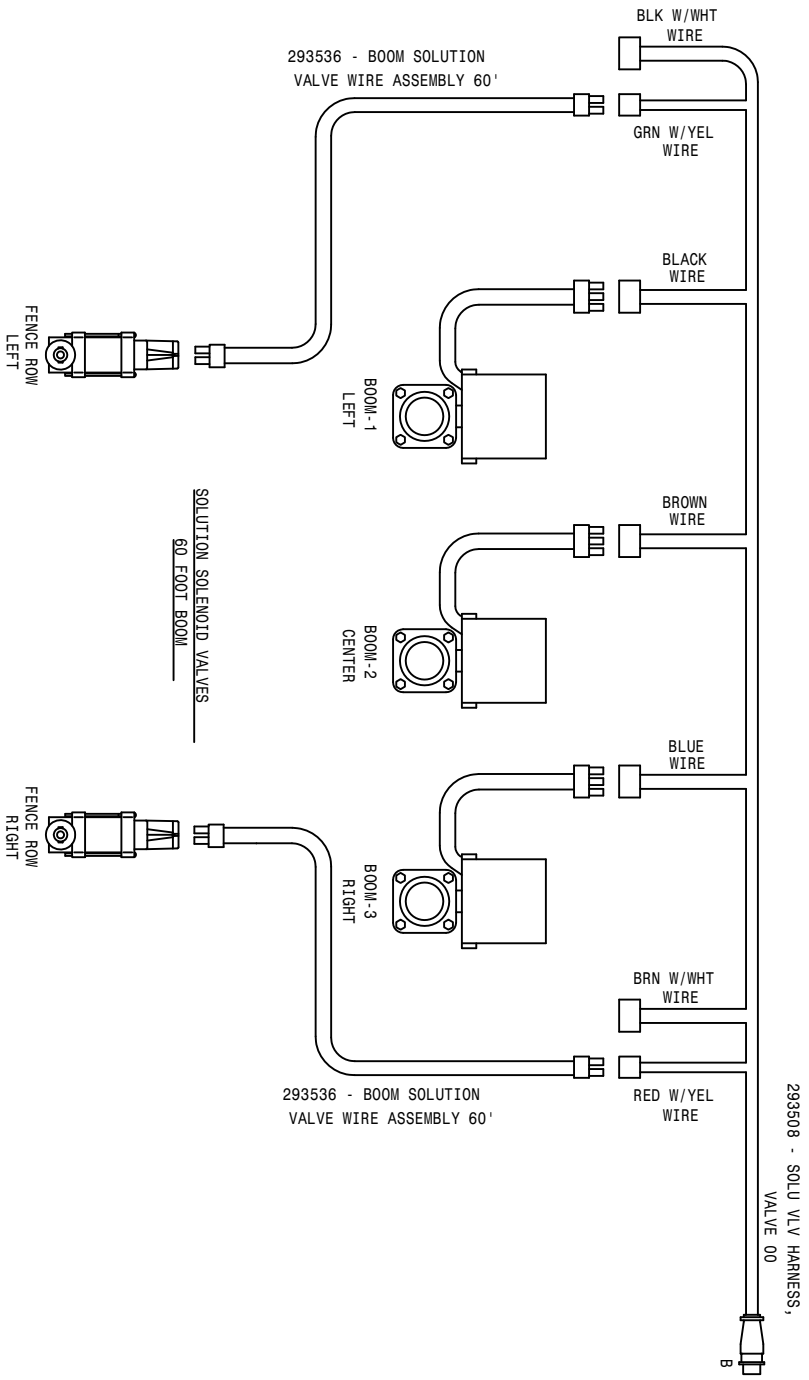 BLK W/WHT
WIRE
293536 - BOOM SOLUTION
VALVE WIRE ASSEMBLY 60'
GRN W/YEL
WIRE
BLACK
WIRE
FENCE ROW
LEFT
BOOM-1
LEFT
BROWN
WIRE
SOLUTION SOLENOID VALVES
60 FOOT BOOM
BOOM-2
CENTER
BLUE
WIRE
FENCE ROW
RIGHT
BOOM-3
RIGHT
BRN W/WHT
WIRE
293536 - BOOM SOLUTION
VALVE WIRE ASSEMBLY 60'
RED W/YEL
WIRE
293508 - SOLU VLV HARNESS,
VALVE 00
B